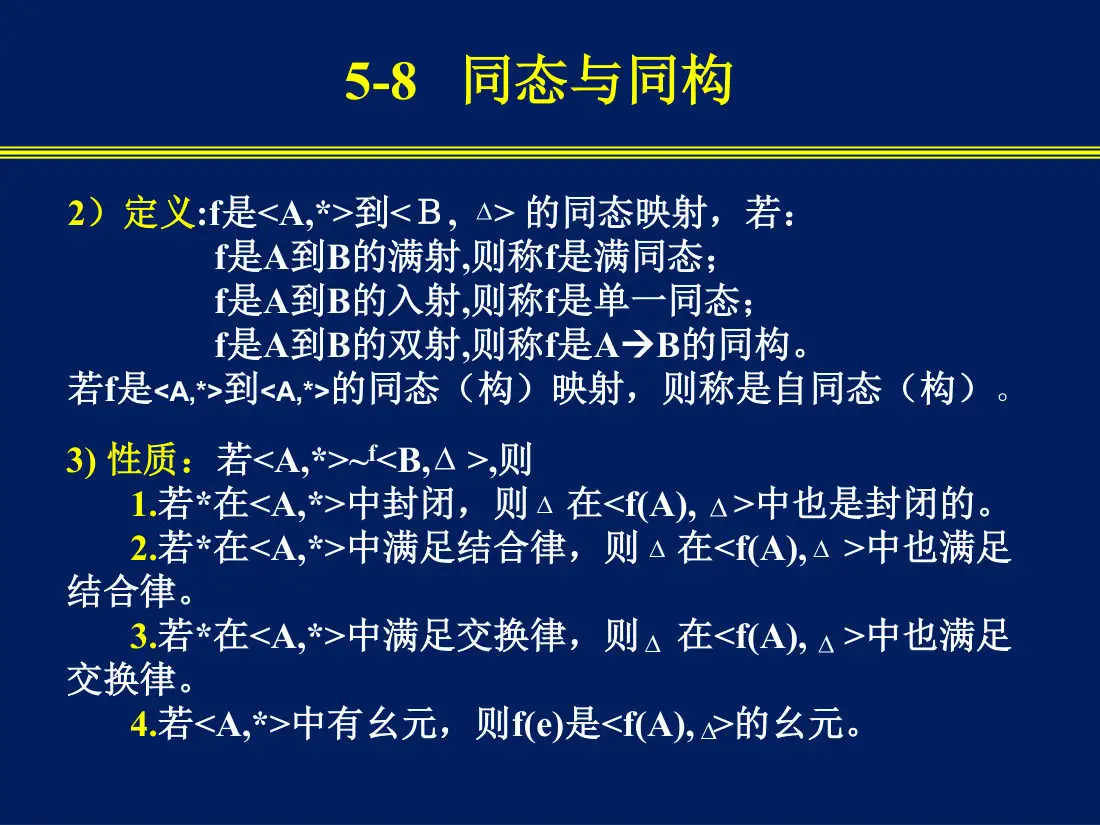 5-8 同态与同构
2）定义:f是<A,*>到<Ｂ, Δ> 的同态映射，若：
f是A到B的满射,则称f是满同态；
f是A到B的入射,则称f是单一同态；
f是A到B的双射,则称f是A→B的同构。
若f是<A,*>到<A,*>的同态（构）映射，则称是自同态（构）。
3) 性质：若<A,*>~ᶠ<B,Δ >,则
1.若*在<A,*>中封闭，则 Δ 在<f(A), Δ>中也是封闭的。
2.若*在<A,*>中满足结合律，则 Δ 在<f(A),Δ >中也满足
结合律。
3.若*在<A,*>中满足交换律，则Δ 在<f(A), Δ >中也满足
交换律。
4.若<A,*>中有幺元，则f(e)是<f(A),Δ>的幺元。